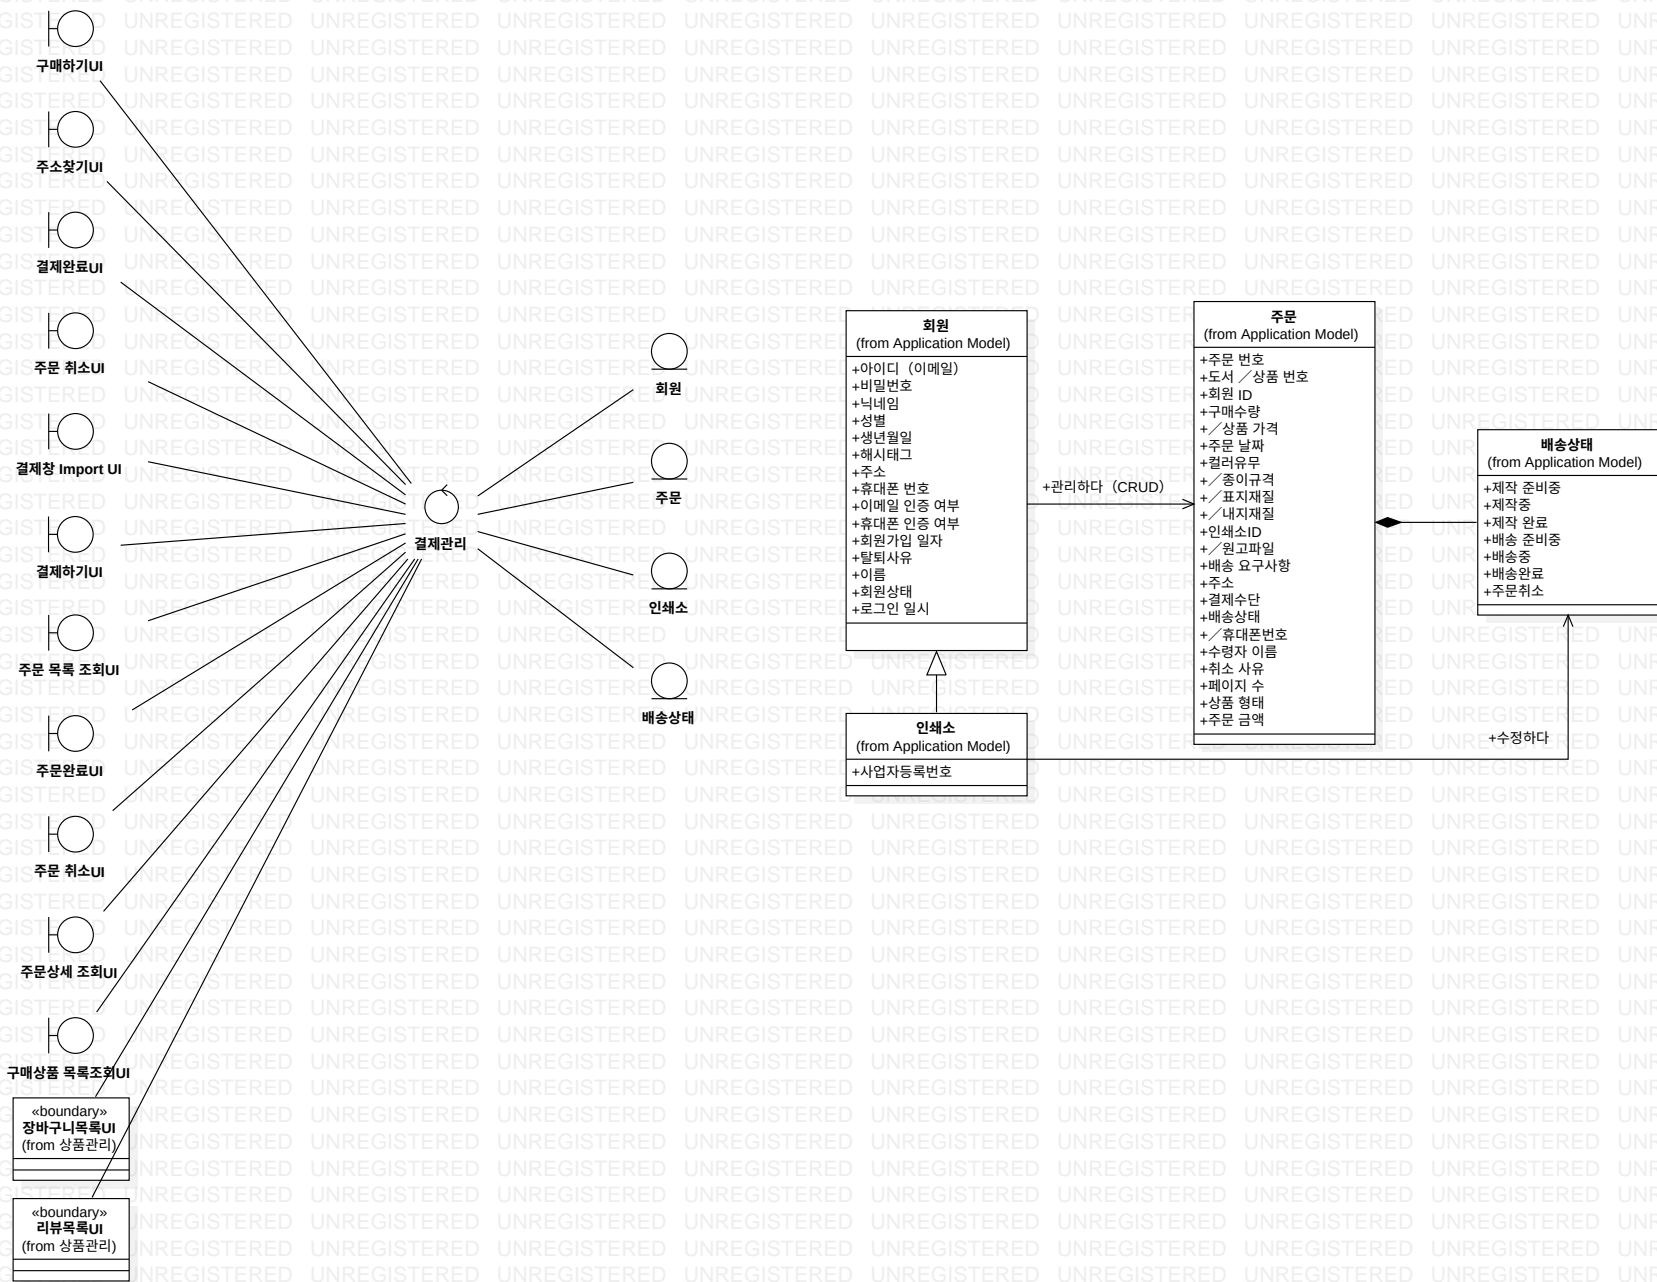 구매하기UI
주소찾기UI
결제완료UI
주문 취소UI
결제창 Import UI
결제하기UI
주문 목록 조회UI
주문완료UI
주문 취소UI
주문상세 조회UI
구매상품 목록조회UI
«boundary»
장바구니목록UI
(from 상품관리)
«boundary»
리뷰목록UI
(from 상품관리)
결제관리
회원
주문
인쇄소
배송상태
회원
(from Application Model)
+아이디（이메일）
+비밀번호
+닉네임
+성별
+생년월일
+해시태그
+주소
+휴대폰 번호
+이메일 인증 여부
+휴대폰 인증 여부
+회원가입 일자
+탈퇴사유
+이름
+회원상태
+로그인 일시
인쇄소
(from Application Model)
+사업자등록번호
+관리하다（CRUD）
주문
(from Application Model)
+주문 번호
+도서 ／상품 번호
+회원 ID
+구매수량
+／상품 가격
+주문 날짜
+컬러유무
+／종이규격
+／표지재질
+／내지재질
+인쇄소ID
+／원고파일
+배송 요구사항
+주소
+결제수단
+배송상태
+／휴대폰번호
+수령자 이름
+취소 사유
+페이지 수
+상품 형태
+주문 금액
배송상태
(from Application Model)
+제작 준비중
+제작중
+제작 완료
+배송 준비중
+배송중
+배송완료
+주문취소
+수정하다
UNREGISTERED